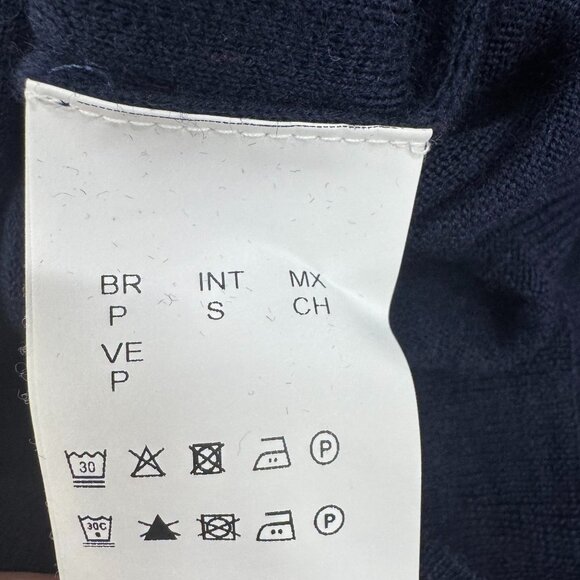 BR INT MX
P S CH
VE
P
30 P
30C P